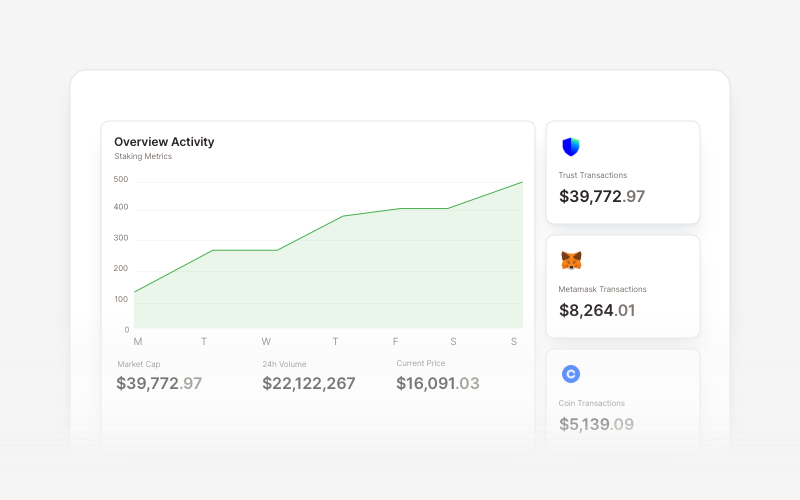 Overview Activity
Staking Metrics
500
400
300
200
100
0
M T W T F S S
Market Cap
$39,772.97
24h Volume
$22,122,267
Current Price
$16,091.03
Trust Transactions
$39,772.97
Metamask Transactions
$8,264.01
C
Coin Transactions
$5,139.09